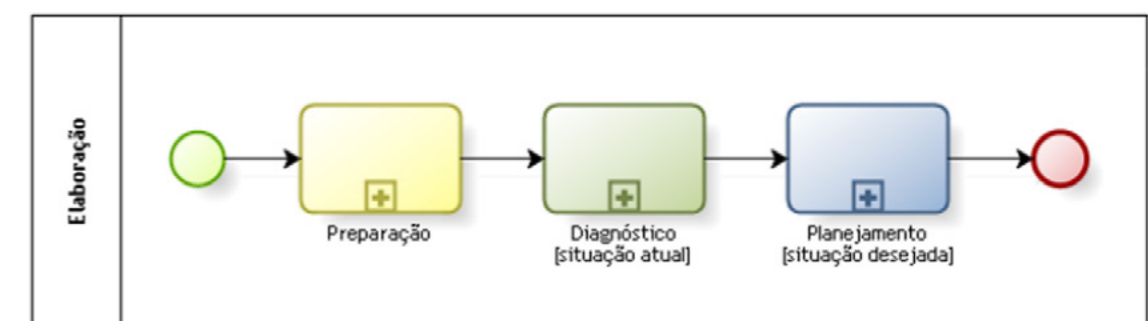 Elaboração
Preparação
Diagnóstico
[situação atual]
Planejamento
[situação desejada]